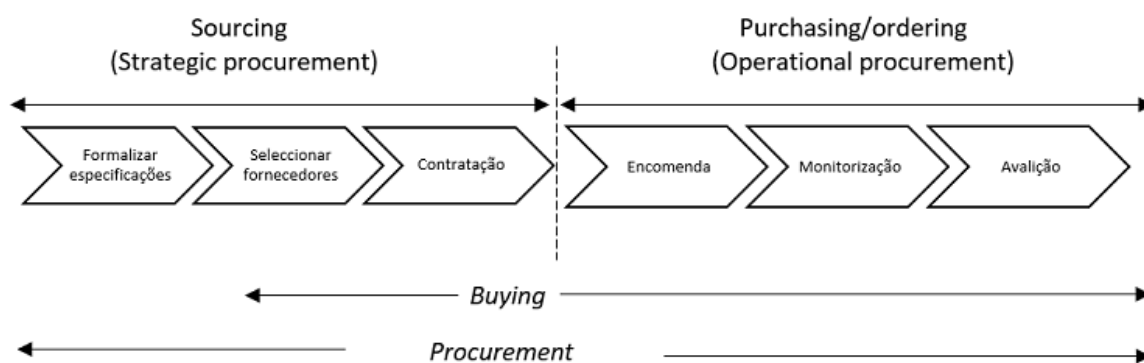 Sourcing
(Strategic procurement)
Purchasing/ordering
(Operational procurement)
Formalizar
especificações
Seleccionar
fornecedores
Contratação
Encomenda
Monitorização
Avalição
Buying
Procurement